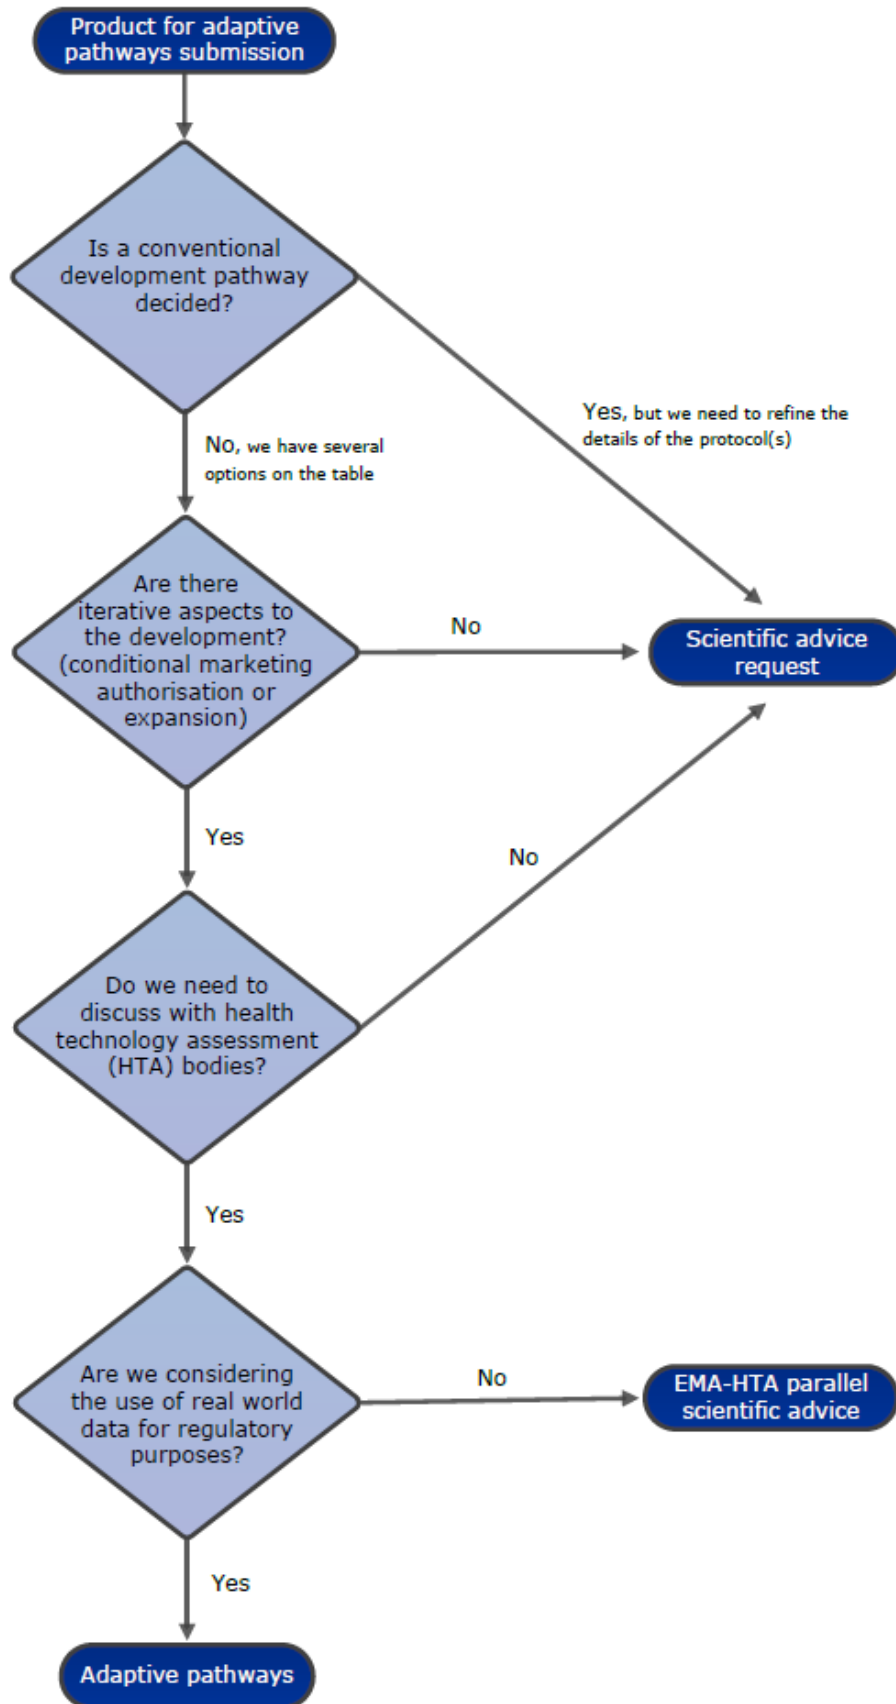 Product for adaptive
pathways submission
Is a conventional
development pathway
decided?
Yes, but we need to refine the
details of the protocol(s)
No, we have several
options on the table
Are there
iterative aspects to
the development?
(conditional marketing
authorisation or
expansion)
No
Scientific advice
request
Yes
No
Do we need to
discuss with health
technology assessment
(HTA) bodies?
Yes
Are we considering
the use of real world
data for regulatory
purposes?
No
EMA-HTA parallel
scientific advice
Yes
Adaptive pathways